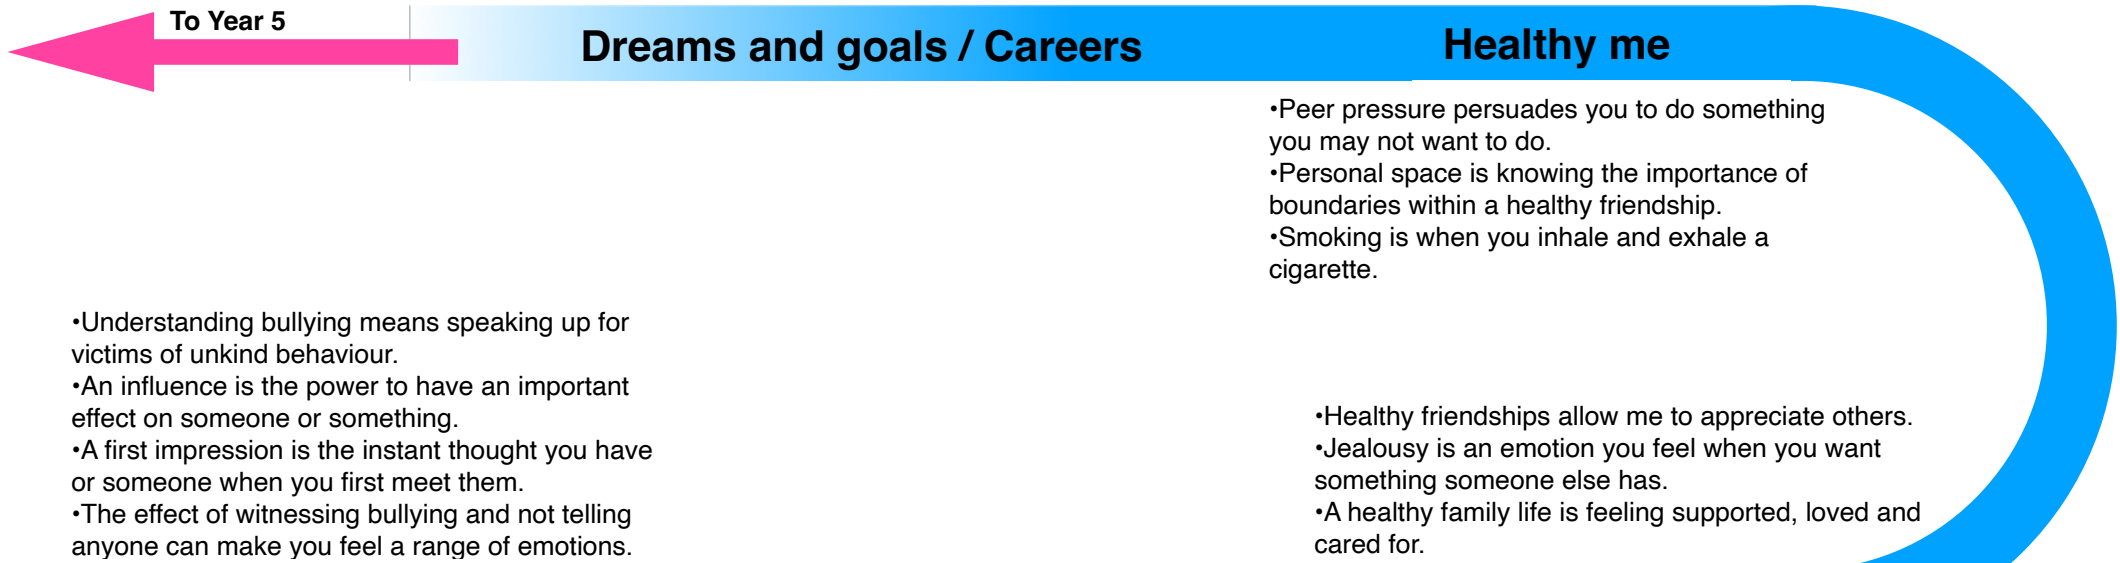 To Year 5
Dreams and goals / Careers
Healthy me
•Peer pressure persuades you to do something
you may not want to do.
•Personal space is knowing the importance of
boundaries within a healthy friendship.
•Smoking is when you inhale and exhale a
cigarette.
•Understanding bullying means speaking up for
victims of unkind behaviour.
•An influence is the power to have an important
effect on someone or something.
•A first impression is the instant thought you have
or someone when you first meet them.
•The effect of witnessing bullying and not telling
anyone can make you feel a range of emotions.
•Healthy friendships allow me to appreciate others.
•Jealousy is an emotion you feel when you want
something someone else has.
•A healthy family life is feeling supported, loved and
cared for.